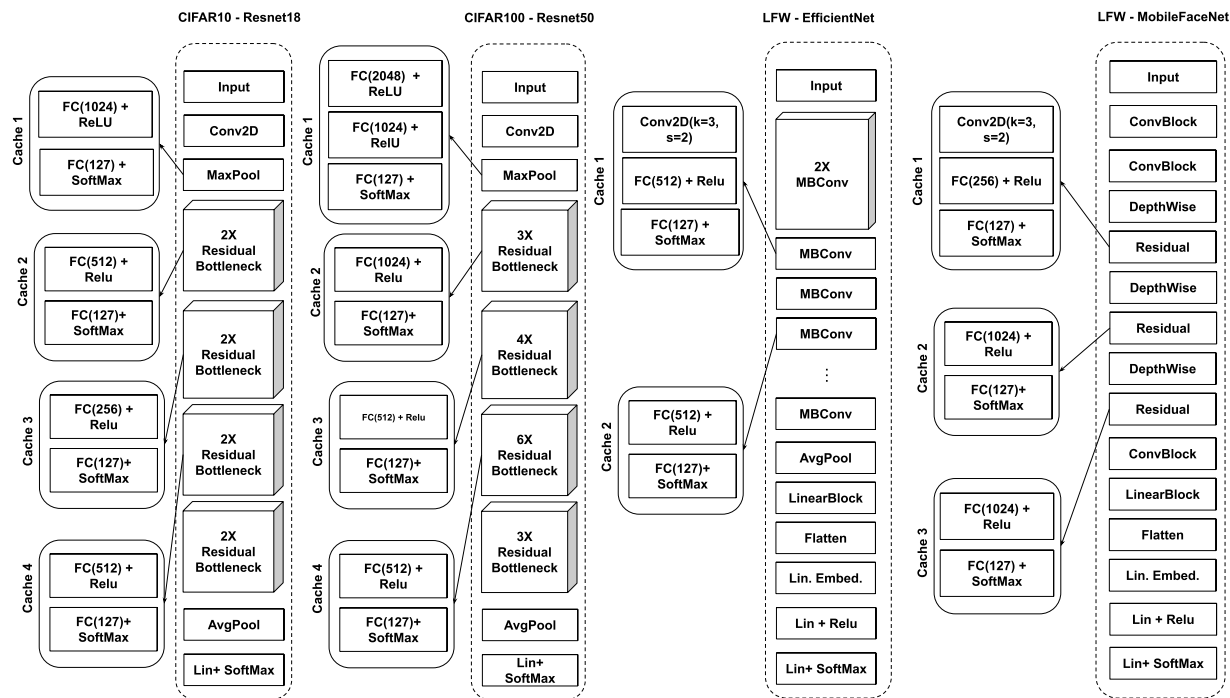 CIFAR10 - Resnet18
Cache 1
FC(1024) +
ReLU
FC(127) +
SoftMax
Cache 2
FC(512) +
Relu
FC(127)+
SoftMax
Cache 3
FC(256) +
Relu
FC(127)+
SoftMax
Cache 4
FC(512) +
Relu
FC(127)+
SoftMax
Input
Conv2D
MaxPool
2X
Residual
Bottleneck
2X
Residual
Bottleneck
2X
Residual
Bottleneck
2X
Residual
Bottleneck
AvgPool
Lin+ SoftMax
CIFAR100 - Resnet50
Cache 1
FC(2048) +
ReLU
FC(1024) +
RelU
FC(127) +
SoftMax
Cache 2
FC(1024) +
Relu
FC(127)+
SoftMax
Cache 3
FC(512) + Relu
FC(127)+
SoftMax
Cache 4
FC(512) +
Relu
FC(127)+
SoftMax
Input
Conv2D
MaxPool
3X
Residual
Bottleneck
4X
Residual
Bottleneck
6X
Residual
Bottleneck
3X
Residual
Bottleneck
AvgPool
Lin+
SoftMax
LFW - EfficientNet
Cache 1
Conv2D(k=3,
s=2)
FC(512) + Relu
FC(127) +
SoftMax
Cache 2
FC(512) +
Relu
FC(127)+
SoftMax
Input
2X
MBConv
MBConv
MBConv
MBConv
⋮
MBConv
AvgPool
LinearBlock
Flatten
Lin. Embed.
Lin + Relu
Lin+ SoftMax
LFW - MobileFaceNet
Cache 1
Conv2D(k=3,
s=2)
FC(256) + Relu
FC(127) +
SoftMax
Cache 2
FC(1024) +
Relu
FC(127)+
SoftMax
Cache 3
FC(1024) +
Relu
FC(127) +
SoftMax
Input
ConvBlock
ConvBlock
DepthWise
Residual
DepthWise
Residual
DepthWise
Residual
ConvBlock
LinearBlock
Flatten
Lin. Embed.
Lin + Relu
Lin+ SoftMax